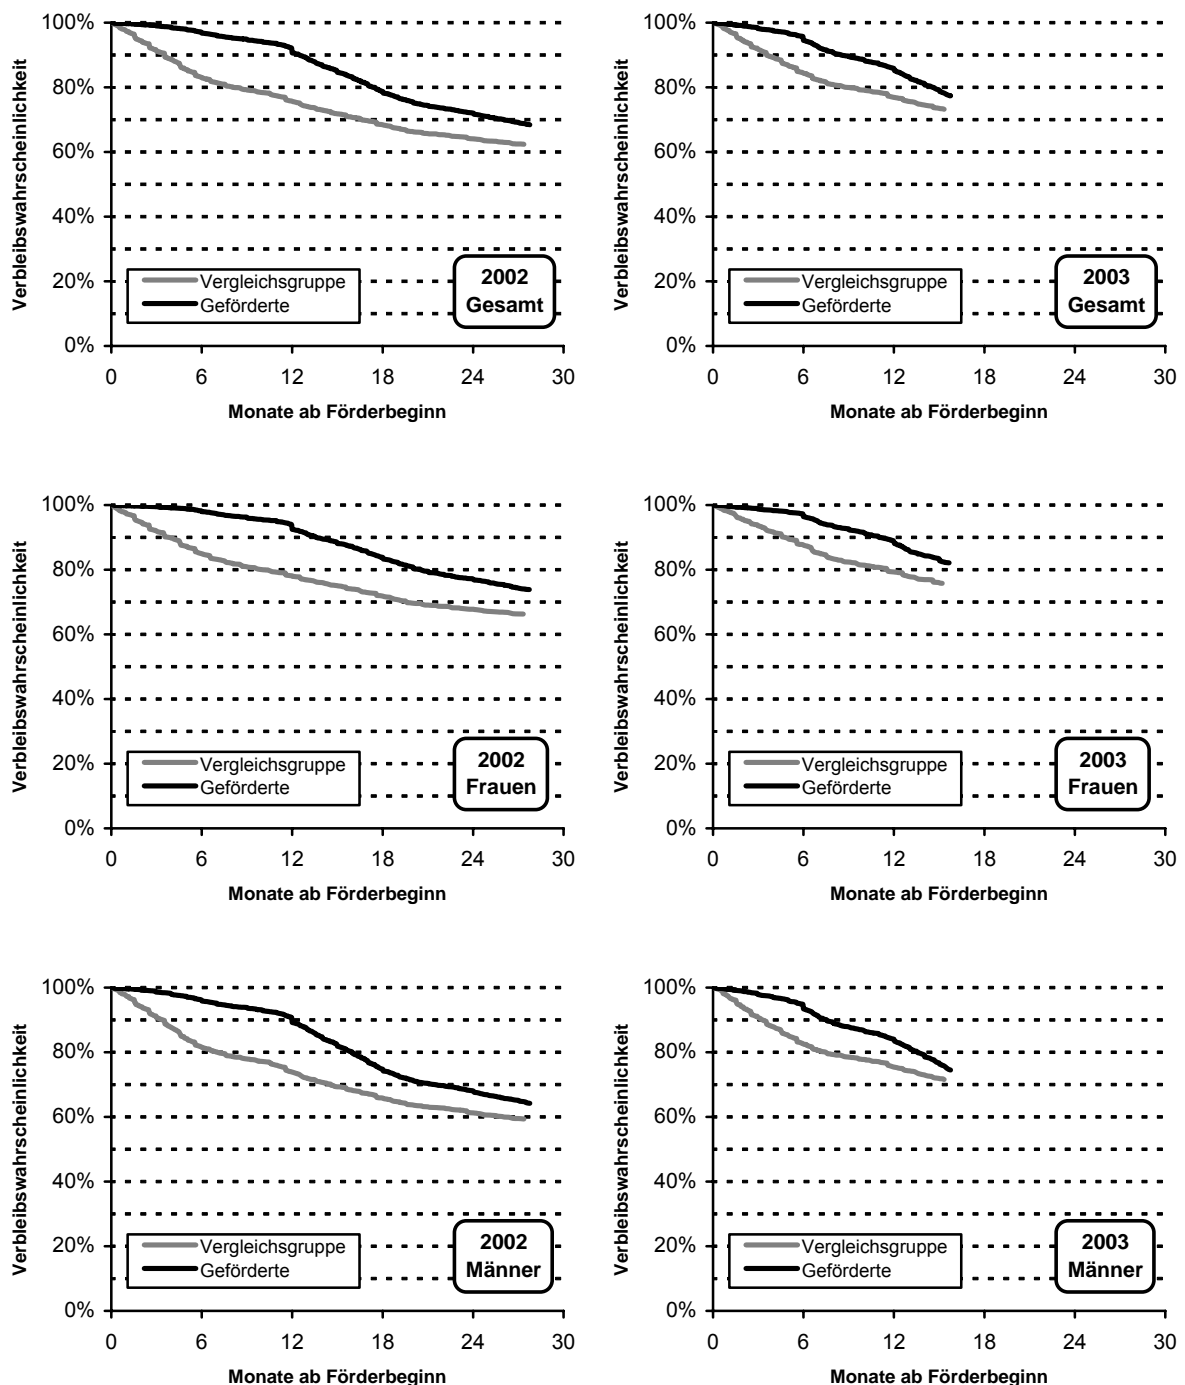 Verbleibswahrscheinlichkeit
100%
80%
60%
40%
20%
0%
Vergleichsgruppe
Geförderte
2002
Gesamt
0 6 12 18 24 30
Monate ab Förderbeginn
Verbleibswahrscheinlichkeit
100%
80%
60%
40%
20%
0%
Vergleichsgruppe
Geförderte
2003
Gesamt
0 6 12 18 24 30
Monate ab Förderbeginn
Verbleibswahrscheinlichkeit
100%
80%
60%
40%
20%
0%
Vergleichsgruppe
Geförderte
2002
Frauen
0 6 12 18 24 30
Monate ab Förderbeginn
Verbleibswahrscheinlichkeit
100%
80%
60%
40%
20%
0%
Vergleichsgruppe
Geförderte
2003
Frauen
0 6 12 18 24 30
Monate ab Förderbeginn
Verbleibswahrscheinlichkeit
100%
80%
60%
40%
20%
0%
Vergleichsgruppe
Geförderte
2002
Männer
0 6 12 18 24 30
Monate ab Förderbeginn
Verbleibswahrscheinlichkeit
100%
80%
60%
40%
20%
0%
Vergleichsgruppe
Geförderte
2003
Männer
0 6 12 18 24 30
Monate ab Förderbeginn